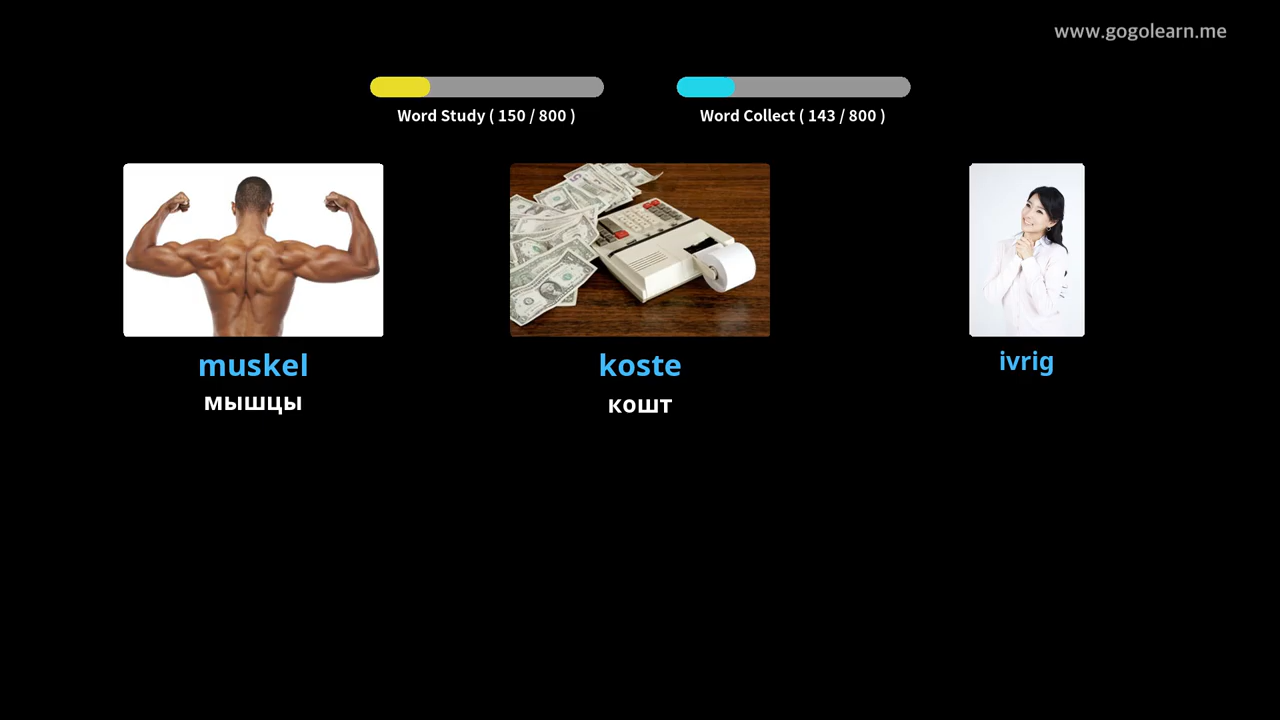 www.gogolearn.me
Word Study ( 150 / 800 )
Word Collect ( 143 / 800 )
muskel
мышцы
koste
кошт
ivrig